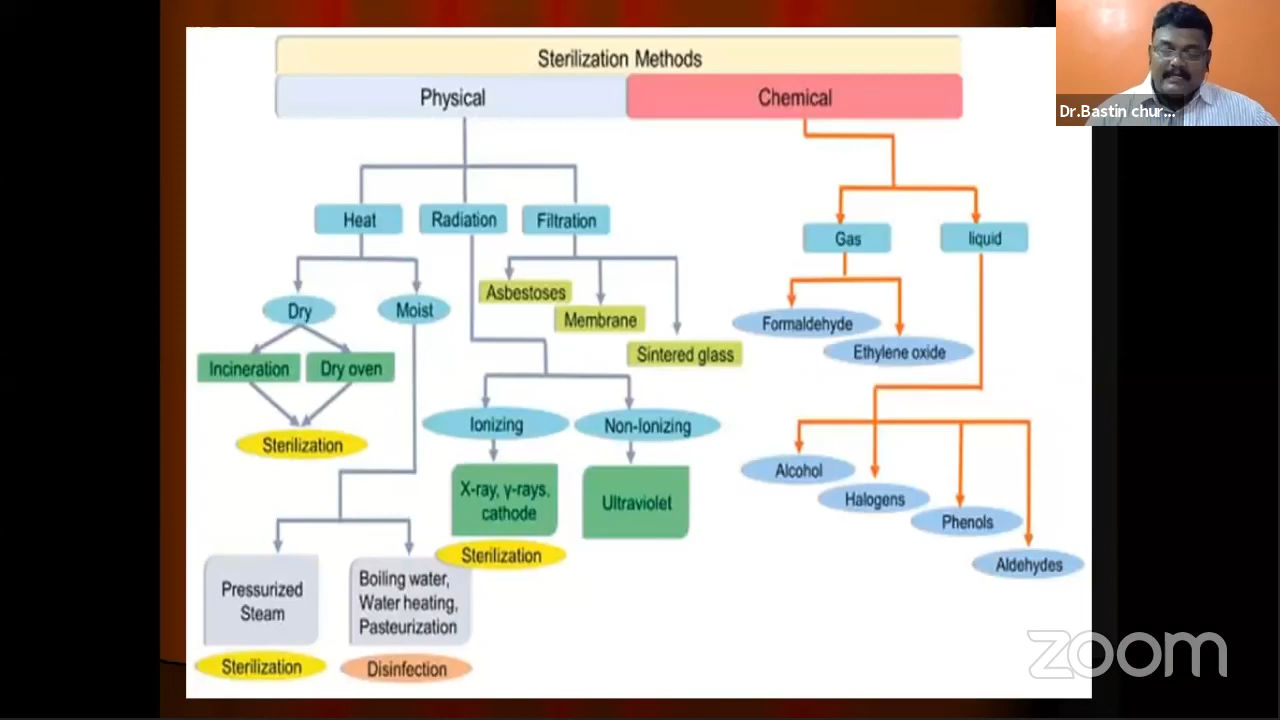 Sterilization Methods
Physical
Chemical
Dr.Bastin chur...
Heat
Radiation
Filtration
Gas
liquid
Asbestoses
Membrane
Sintered glass
Dry
Moist
Formaldehyde
Ethylene oxide
Incineration
Dry oven
Sterilization
Ionizing
Non-Ionizing
X-ray, γ-rays,
cathode
Ultraviolet
Sterilization
Alcohol
Halogens
Phenols
Aldehydes
Pressurized
Steam
Boiling water,
Water heating,
Pasteurization
Sterilization
Disinfection
zoom